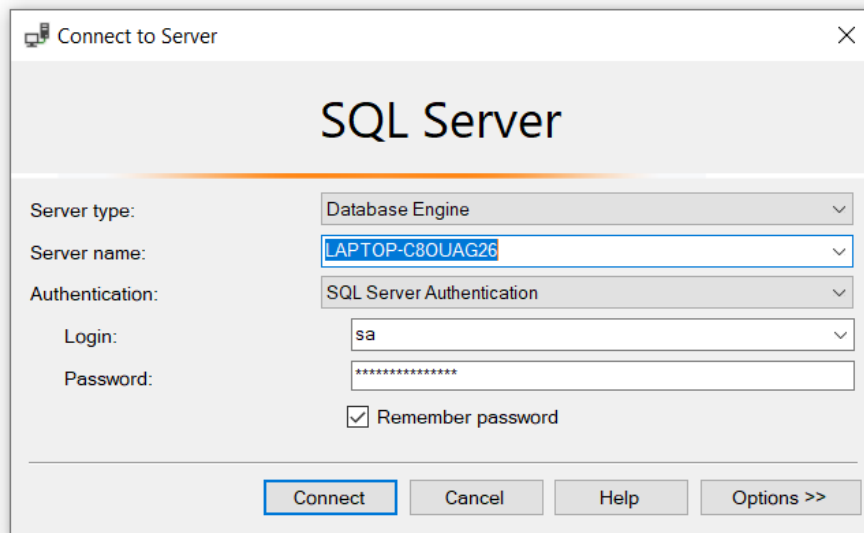 Connect to Server
SQL Server
Server type: Database Engine
Server name: LAPTOP-C8OUAG26
Authentication: SQL Server Authentication
Login: sa
Password: ***************
Remember password
Connect Cancel Help Options >>